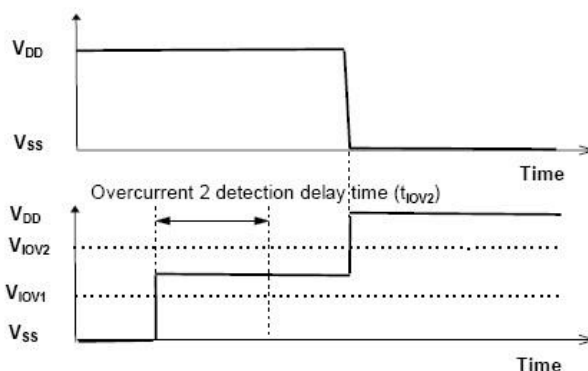 VDD
VSS
Time
Overcurrent 2 detection delay time (tIOV2)
VDD
VIOV2
VIOV1
VSS
Time